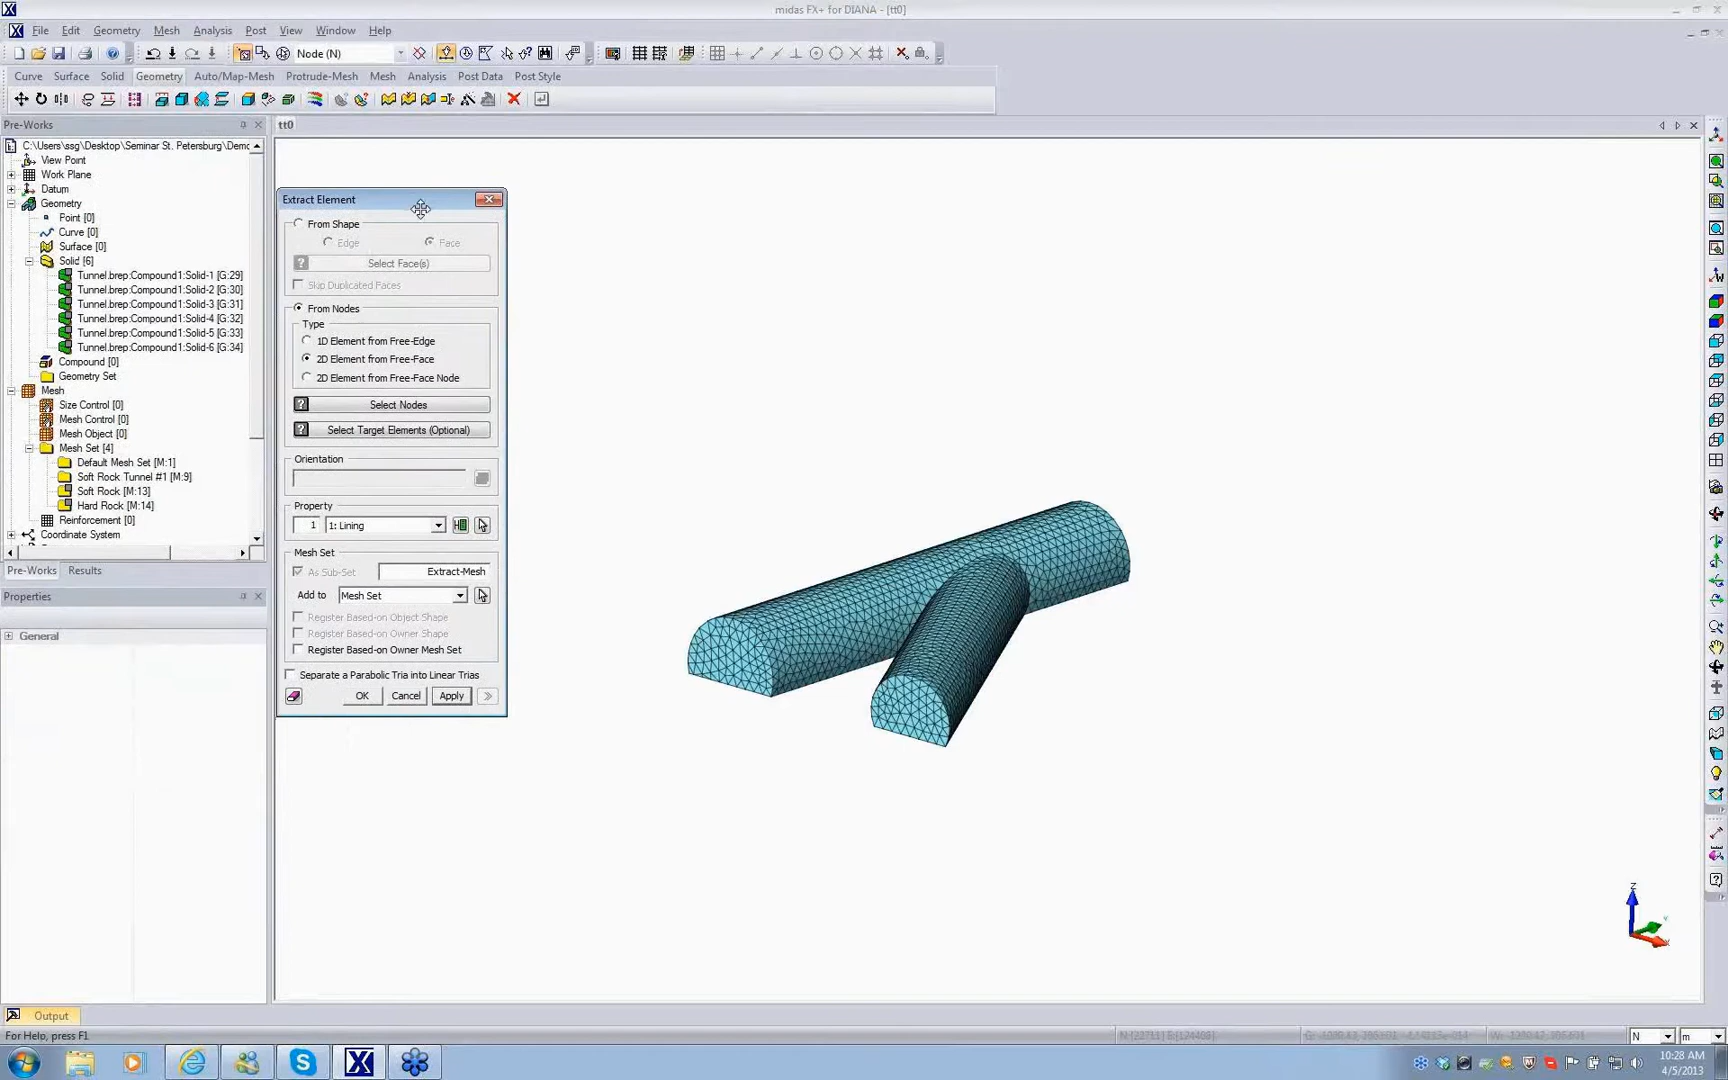 midas FX+ for DIANA - [tt0]
File Edit Geometry Mesh Analysis Post View Window Help
Node (N)
Curve Surface Solid Geometry Auto/Map-Mesh Protrude-Mesh Mesh Analysis Post Data Post Style
Pre-Works
tt0
C:\Users\ssg\Desktop\Seminar St. Petersburg\Demo
View Point
Work Plane
Datum
Geometry
Point [0]
Curve [0]
Surface [0]
Solid [6]
Tunnel.brep:Compound1:Solid-1 [G:29]
Tunnel.brep:Compound1:Solid-2 [G:30]
Tunnel.brep:Compound1:Solid-3 [G:31]
Tunnel.brep:Compound1:Solid-4 [G:32]
Tunnel.brep:Compound1:Solid-5 [G:33]
Tunnel.brep:Compound1:Solid-6 [G:34]
Compound [0]
Geometry Set
Mesh
Size Control [0]
Mesh Control [0]
Mesh Object [0]
Mesh Set [4]
Default Mesh Set [M:1]
Soft Rock Tunnel #1 [M:9]
Soft Rock [M:13]
Hard Rock [M:14]
Reinforcement [0]
Coordinate System
Pre-Works Results
Properties
General
Extract Element
From Shape
Edge Face
Select Face(s)
Skip Duplicated Faces
From Nodes
Type
1D Element from Free-Edge
2D Element from Free-Face
2D Element from Free-Face Node
Select Nodes
Select Target Elements (Optional)
Orientation
Property
1 1: Lining
Mesh Set
As Sub-Set Extract-Mesh
Add to Mesh Set
Register Based-on Object Shape
Register Based-on Owner Shape
Register Based-on Owner Mesh Set
Separate a Parabolic Tria into Linear Trias
OK Cancel Apply >>
Z
Output
For Help, press F1
N m
10:28 AM
4/5/2013